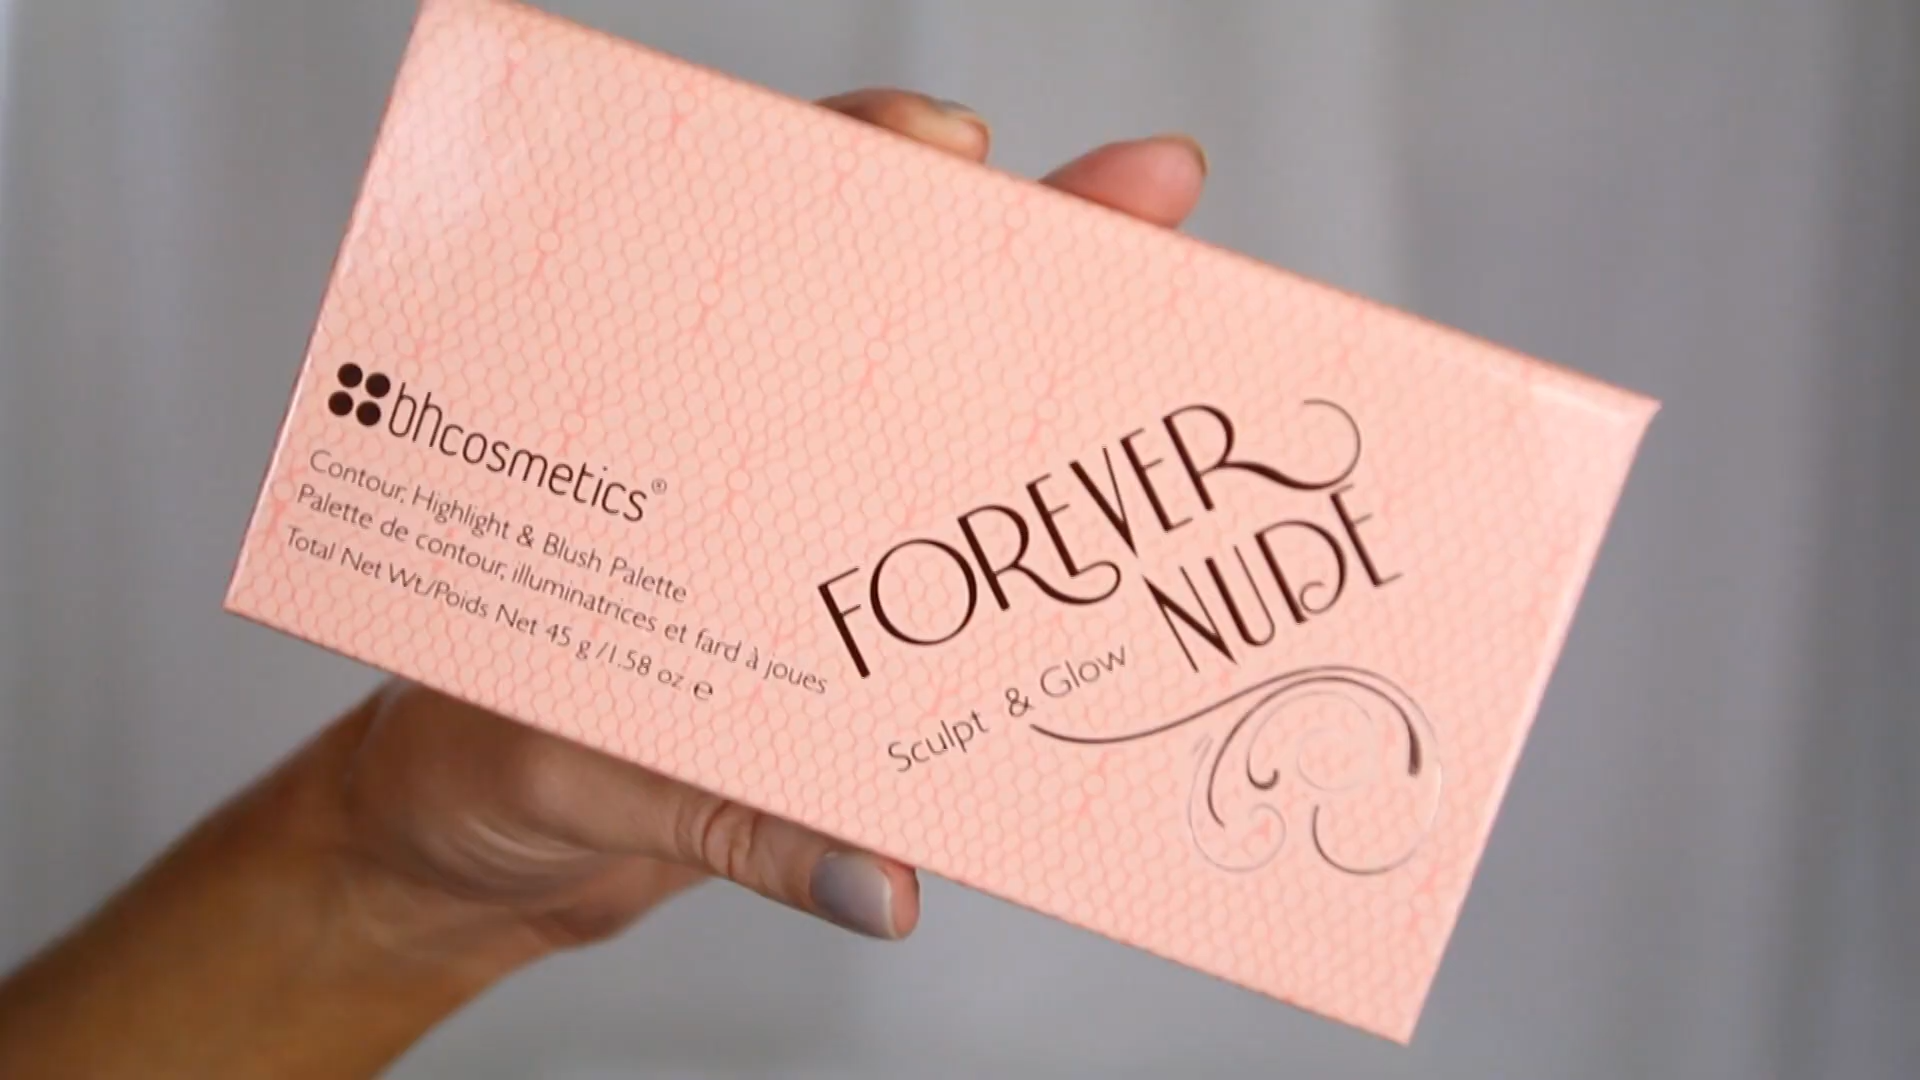 bhcosmetics®
Contour, Highlight & Blush Palette
Palette de contour, illuminatrices et fard à joues
Total Net Wt./Poids Net 45 g /1.58 oz ℮
FOREVER
NUDE
Sculpt & Glow